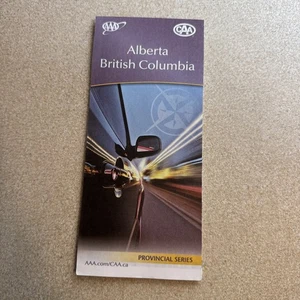 AAA
CAA
Alberta
British Columbia
PROVINCIAL SERIES
AAA.com/CAA.ca